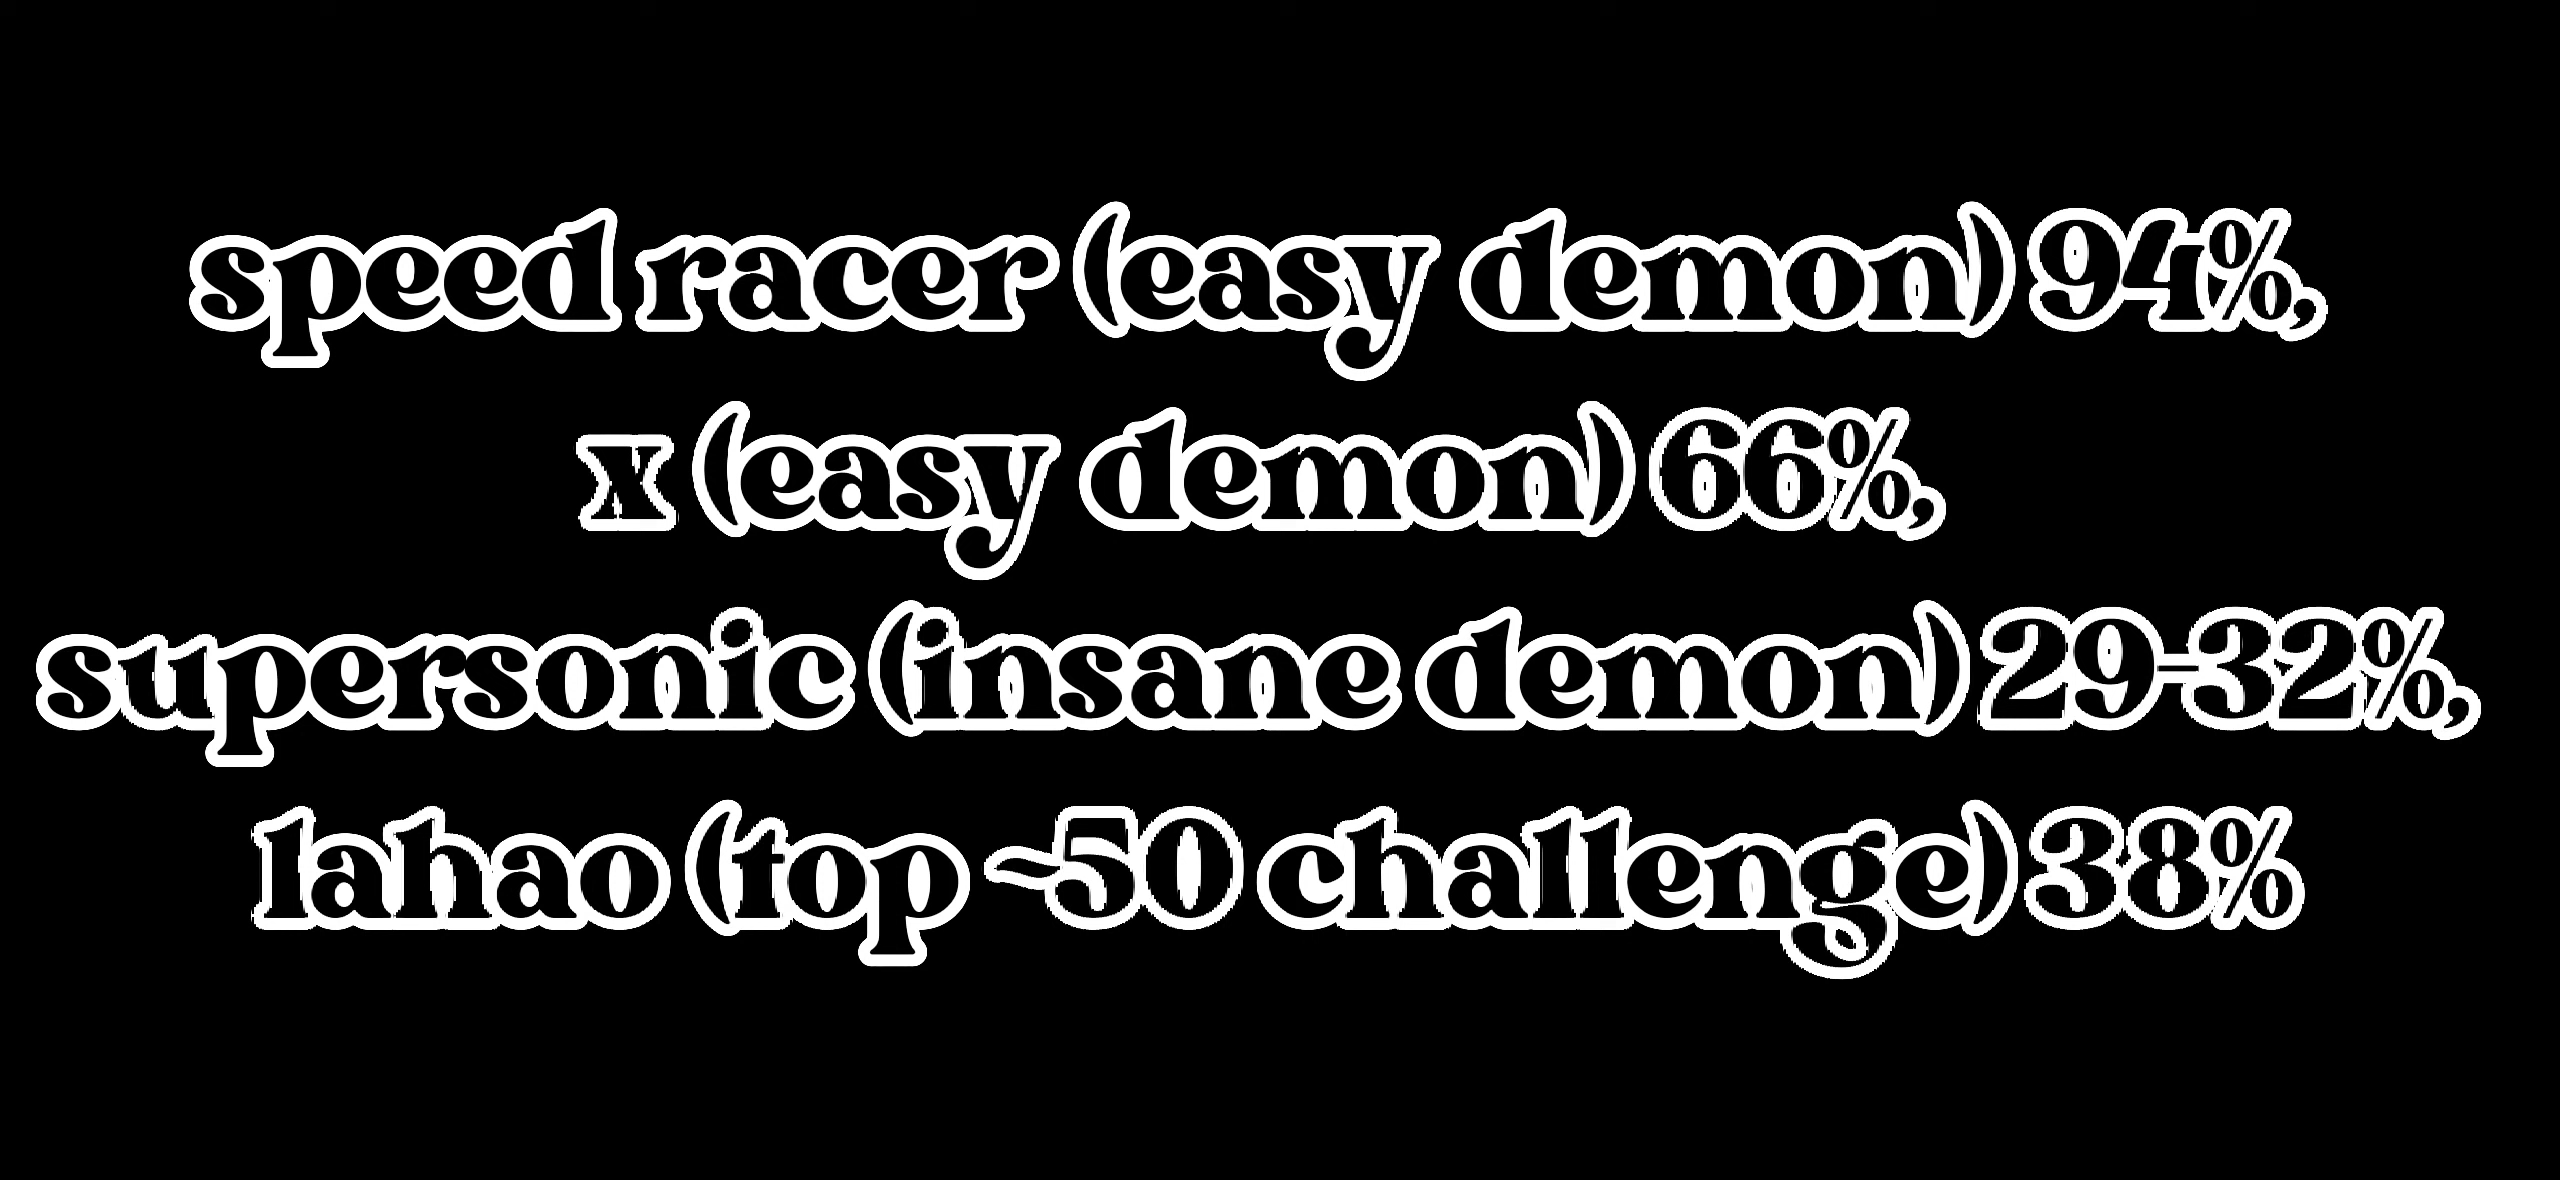 speed racer (easy demon) 94%,
x (easy demon) 66%,
supersonic (insane demon) 29-32%,
lahao (top ~50 challenge) 38%